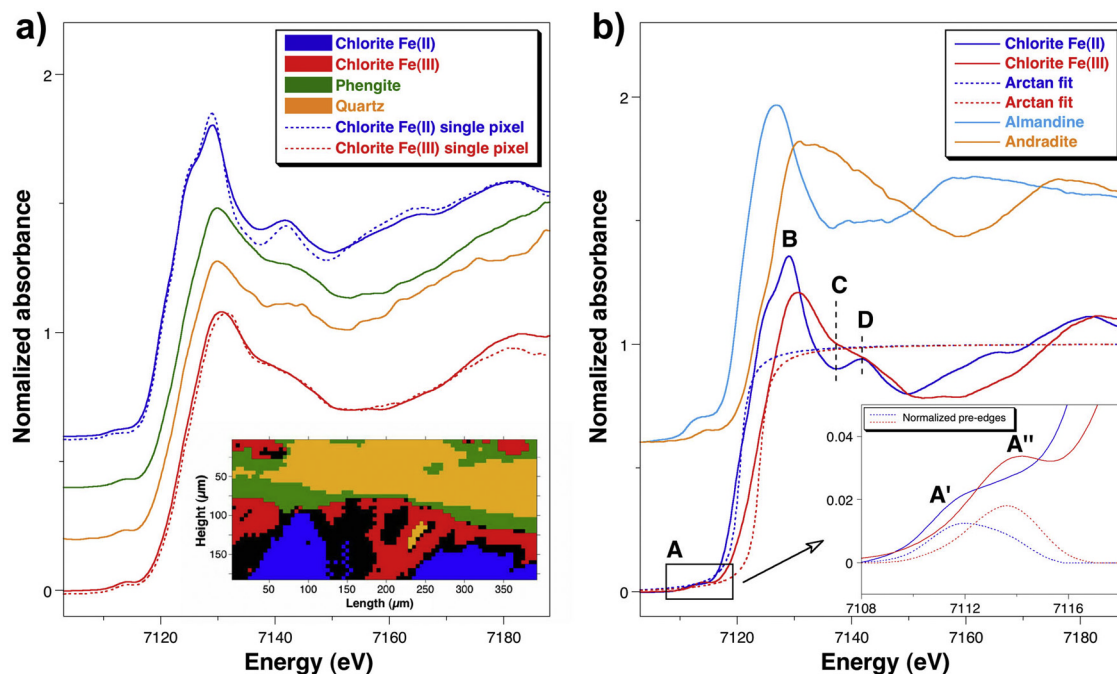 a)
Nomalized absorbance
2
1
0
Chlorite Fe(II)
Chlorite Fe(III)
Phengite
Quartz
Chlorite Fe(II) single pixel
Chlorite Fe(III) single pixel
Height (µm)
50
100
150
50 100 150 200 250 300 350
Length (µm)
7120 7140 7160 7180
Energy (eV)
b)
Nomalized absorbance
2
1
0
Chlorite Fe(II)
Chlorite Fe(III)
Arctan fit
Arctan fit
Almandine
Andradite
B
C
D
A
Normalized pre-edges
0.04
0.02
0
A'
A"
7108 7112 7116
7120 7140 7160 7180
Energy (eV)